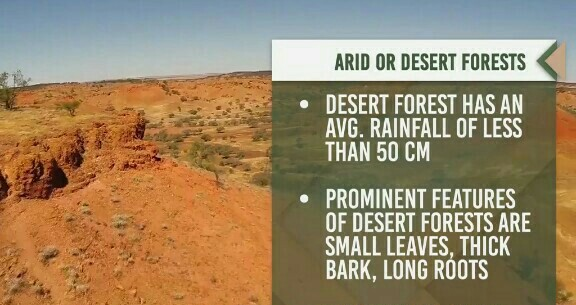 ARID OR DESERT FORESTS
• DESERT FOREST HAS AN
AVG. RAINFALL OF LESS
THAN 50 CM
• PROMINENT FEATURES
OF DESERT FORESTS ARE
SMALL LEAVES, THICK
BARK, LONG ROOTS